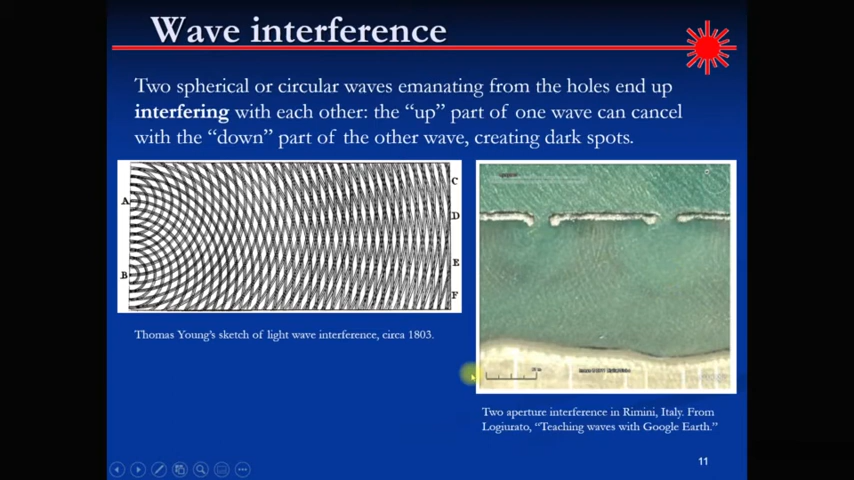 Wave interference
Two spherical or circular waves emanating from the holes end up
interfering with each other: the “up” part of one wave can cancel
with the “down” part of the other wave, creating dark spots.
A
B
C
D
E
F
Thomas Young’s sketch of light wave interference, circa 1803.
Two aperture interference in Rimini, Italy. From
Logiurato, “Teaching waves with Google Earth.”
11